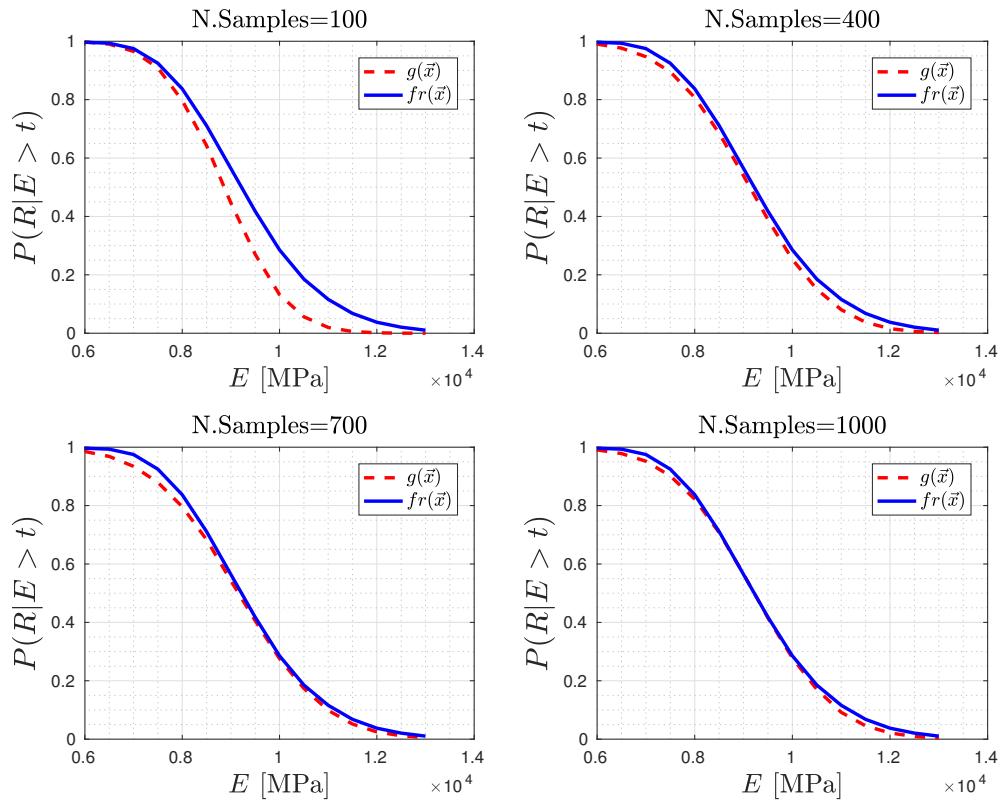 N.Samples=100
1
0.8
0.6
0.4
0.2
0
P(R|E > t)
g(x⃗)
fr(x⃗)
0.6 0.8 1 1.2 1.4
×10⁴
E [MPa]
N.Samples=400
1
0.8
0.6
0.4
0.2
0
P(R|E > t)
g(x⃗)
fr(x⃗)
0.6 0.8 1 1.2 1.4
×10⁴
E [MPa]
N.Samples=700
1
0.8
0.6
0.4
0.2
0
P(R|E > t)
g(x⃗)
fr(x⃗)
0.6 0.8 1 1.2 1.4
×10⁴
E [MPa]
N.Samples=1000
1
0.8
0.6
0.4
0.2
0
P(R|E > t)
g(x⃗)
fr(x⃗)
0.6 0.8 1 1.2 1.4
×10⁴
E [MPa]